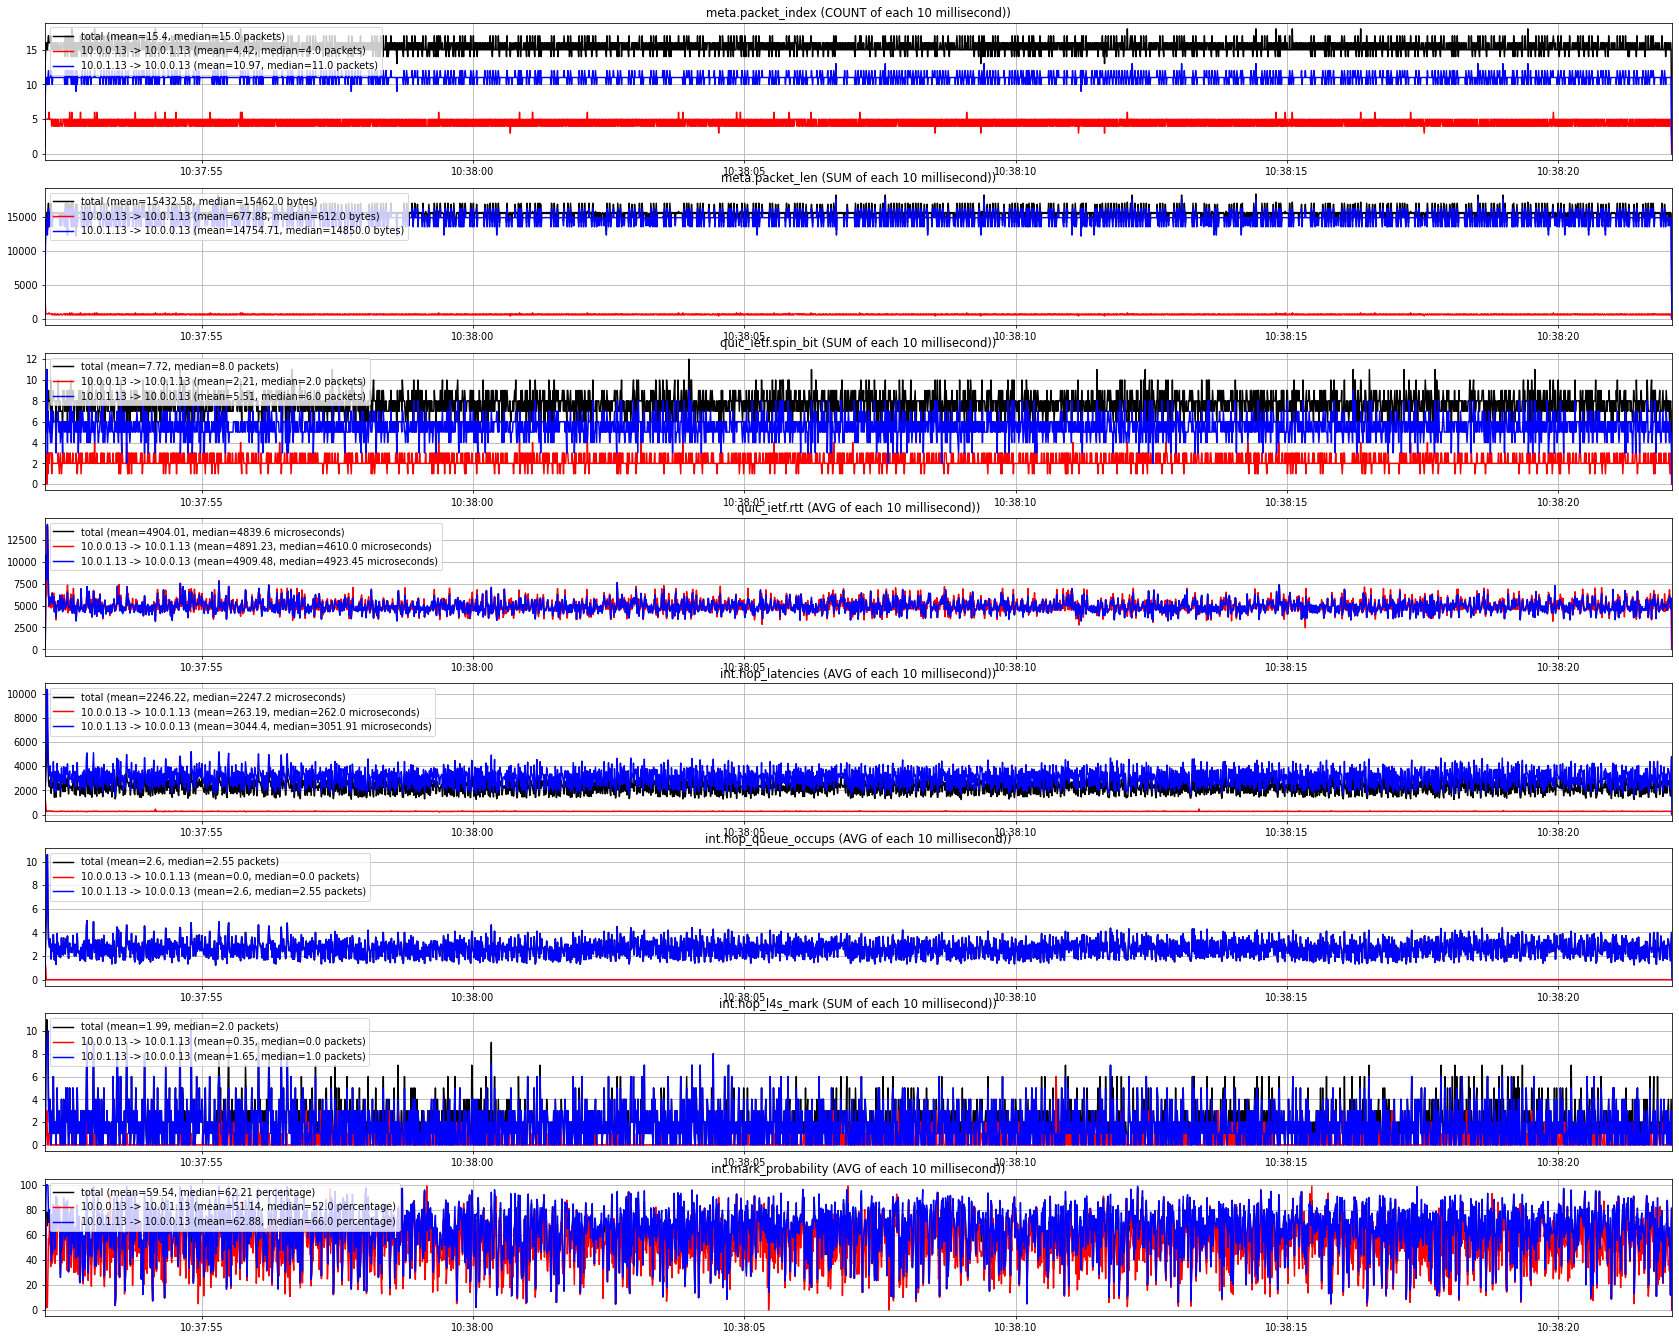 meta.packet_index (COUNT of each 10 millisecond))
total (mean=15.4, median=15.0 packets)
10.0.0.13 -> 10.0.1.13 (mean=4.42, median=4.0 packets)
10.0.1.13 -> 10.0.0.13 (mean=10.97, median=11.0 packets)
15
10
5
0
10:37:55 10:38:00 10:38:05 10:38:10 10:38:15 10:38:20
meta.packet_len (SUM of each 10 millisecond))
total (mean=15432.58, median=15462.0 bytes)
10.0.0.13 -> 10.0.1.13 (mean=677.88, median=612.0 bytes)
10.0.1.13 -> 10.0.0.13 (mean=14754.71, median=14850.0 bytes)
15000
10000
5000
0
10:37:55 10:38:00 10:38:05 10:38:10 10:38:15 10:38:20
quic_ietf.spin_bit (SUM of each 10 millisecond))
total (mean=7.72, median=8.0 packets)
10.0.0.13 -> 10.0.1.13 (mean=2.21, median=2.0 packets)
10.0.1.13 -> 10.0.0.13 (mean=5.51, median=6.0 packets)
12
10
8
6
4
2
0
10:37:55 10:38:00 10:38:05 10:38:10 10:38:15 10:38:20
quic_ietf.rtt (AVG of each 10 millisecond))
total (mean=4904.01, median=4839.6 microseconds)
10.0.0.13 -> 10.0.1.13 (mean=4891.23, median=4610.0 microseconds)
10.0.1.13 -> 10.0.0.13 (mean=4909.48, median=4923.45 microseconds)
12500
10000
7500
5000
2500
0
10:37:55 10:38:00 10:38:05 10:38:10 10:38:15 10:38:20
int.hop_latencies (AVG of each 10 millisecond))
total (mean=2246.22, median=2247.2 microseconds)
10.0.0.13 -> 10.0.1.13 (mean=263.19, median=262.0 microseconds)
10.0.1.13 -> 10.0.0.13 (mean=3044.4, median=3051.91 microseconds)
10000
8000
6000
4000
2000
0
10:37:55 10:38:00 10:38:05 10:38:10 10:38:15 10:38:20
int.hop_queue_occups (AVG of each 10 millisecond))
total (mean=2.6, median=2.55 packets)
10.0.0.13 -> 10.0.1.13 (mean=0.0, median=0.0 packets)
10.0.1.13 -> 10.0.0.13 (mean=2.6, median=2.55 packets)
10
8
6
4
2
0
10:37:55 10:38:00 10:38:05 10:38:10 10:38:15 10:38:20
int.hop_l4s_mark (SUM of each 10 millisecond))
total (mean=1.99, median=2.0 packets)
10.0.0.13 -> 10.0.1.13 (mean=0.35, median=0.0 packets)
10.0.1.13 -> 10.0.0.13 (mean=1.65, median=1.0 packets)
10
8
6
4
2
0
10:37:55 10:38:00 10:38:05 10:38:10 10:38:15 10:38:20
int.mark_probability (AVG of each 10 millisecond))
total (mean=59.54, median=62.21 percentage)
10.0.0.13 -> 10.0.1.13 (mean=51.14, median=52.0 percentage)
10.0.1.13 -> 10.0.0.13 (mean=62.88, median=66.0 percentage)
100
80
60
40
20
0
10:37:55 10:38:00 10:38:05 10:38:10 10:38:15 10:38:20